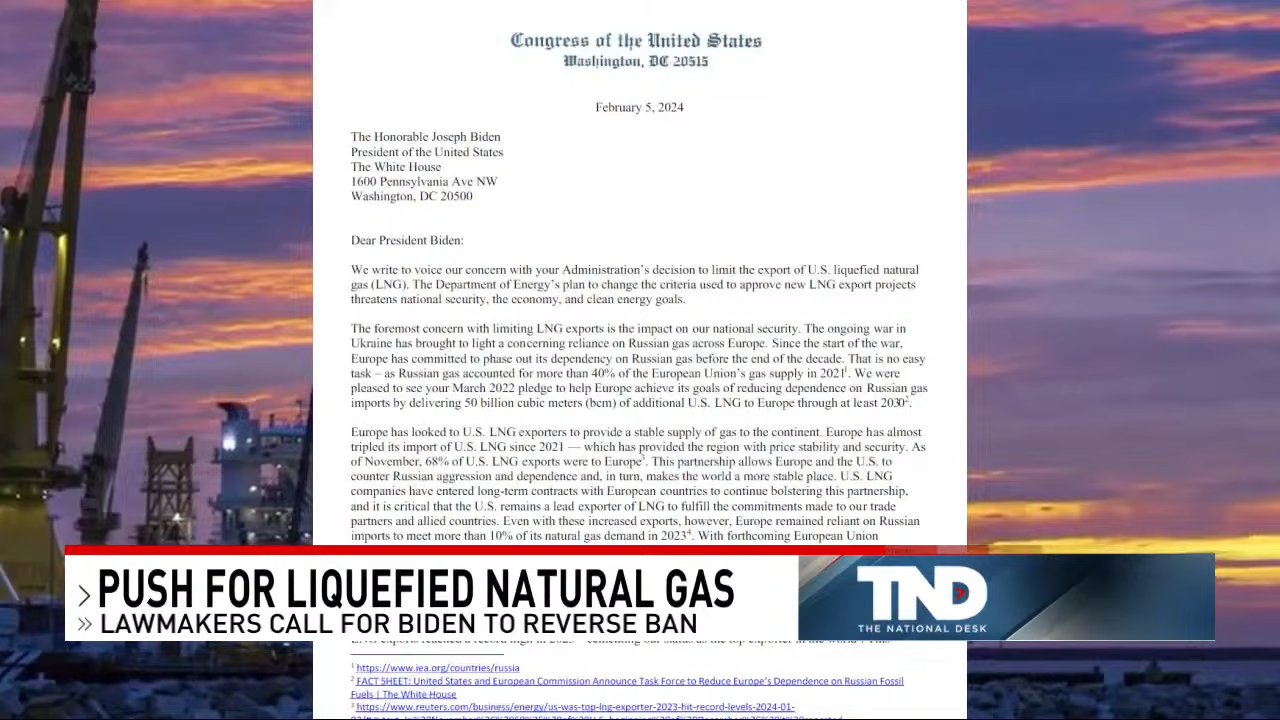 Congress of the United States
Washington, DC 20515
February 5, 2024
The Honorable Joseph Biden
President of the United States
The White House
1600 Pennsylvania Ave NW
Washington, DC 20500
Dear President Biden:
We write to voice our concern with your Administration's decision to limit the export of U.S. liquefied natural
gas (LNG). The Department of Energy's plan to change the criteria used to approve new LNG export projects
threatens national security, the economy, and clean energy goals.
The foremost concern with limiting LNG exports is the impact on our national security. The ongoing war in
Ukraine has brought to light a concerning reliance on Russian gas across Europe. Since the start of the war,
Europe has committed to phase out its dependency on Russian gas before the end of the decade. That is no easy
task – as Russian gas accounted for more than 40% of the European Union's gas supply in 2021¹. We were
pleased to see your March 2022 pledge to help Europe achieve its goals of reducing dependence on Russian gas
imports by delivering 50 billion cubic meters (bcm) of additional U.S. LNG to Europe through at least 2030².
Europe has looked to U.S. LNG exporters to provide a stable supply of gas to the continent. Europe has almost
tripled its import of U.S. LNG since 2021 — which has provided the region with price stability and security. As
of November, 68% of U.S. LNG exports were to Europe³. This partnership allows Europe and the U.S. to
counter Russian aggression and dependence and, in turn, makes the world a more stable place. U.S. LNG
companies have entered long-term contracts with European countries to continue bolstering this partnership,
and it is critical that the U.S. remains a lead exporter of LNG to fulfill the commitments made to our trade
partners and allied countries. Even with these increased exports, however, Europe remained reliant on Russian
imports to meet more than 10% of its natural gas demand in 2023⁴. With forthcoming European Union
PUSH FOR LIQUEFIED NATURAL GAS
LAWMAKERS CALL FOR BIDEN TO REVERSE BAN
TND
THE NATIONAL DESK
¹ https://www.iea.org/countries/russia
² FACT SHEET: United States and European Commission Announce Task Force to Reduce Europe's Dependence on Russian Fossil
Fuels | The White House
³ https://www.reuters.com/business/energy/us-was-top-lng-exporter-2023-hit-record-levels-2024-01-